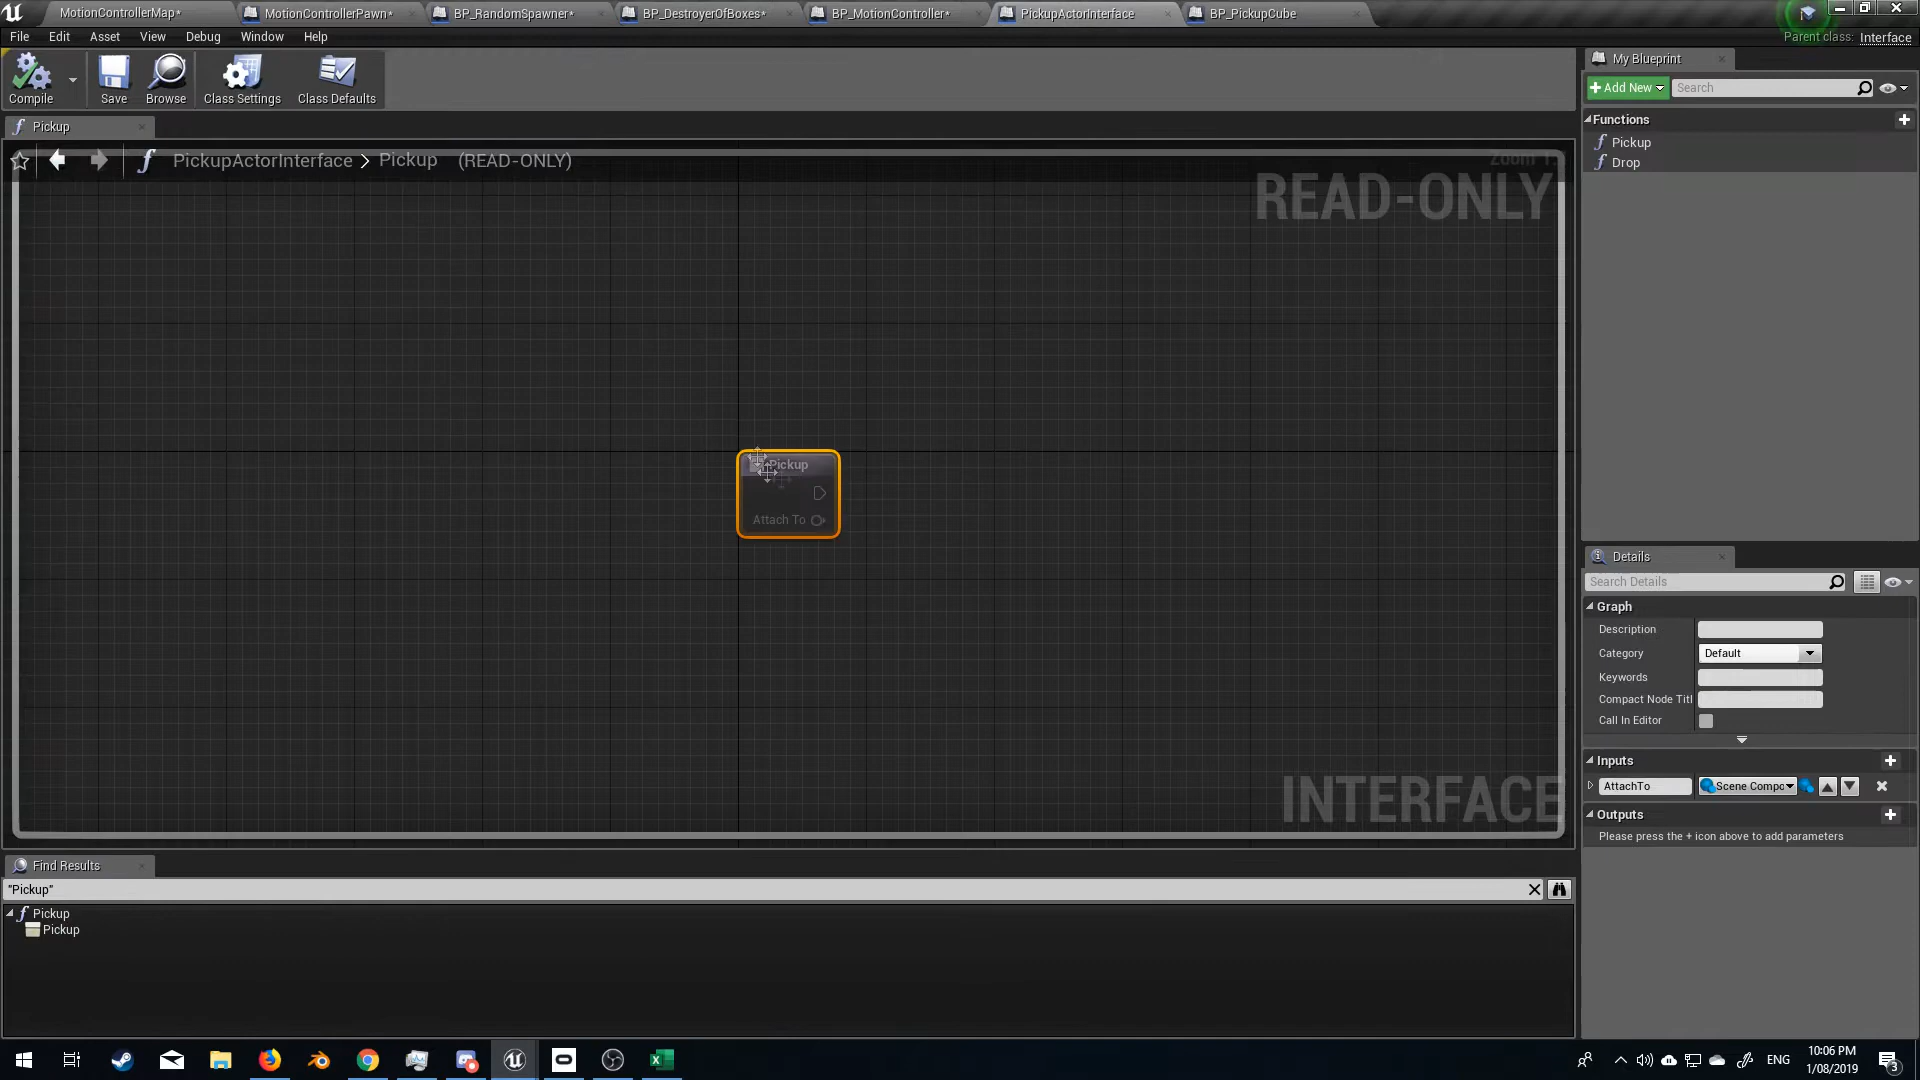 MotionControllerMap*
MotionControllerPawn*
BP_RandomSpawner*
BP_DestroyerOfBoxes*
BP_MotionController*
PickupActorInterface
BP_PickupCube
File
Edit
Asset
View
Debug
Window
Help
Parent class: Interface
Compile
Save
Browse
Class Settings
Class Defaults
My Blueprint
+ Add New
Search
Functions
Pickup
Drop
Pickup
PickupActorInterface > Pickup (READ-ONLY)
READ-ONLY
Pickup
Attach To
INTERFACE
Details
Search Details
Graph
Description
Category
Default
Keywords
Compact Node Titl
Call In Editor
Inputs
AttachTo
Scene Compo
Outputs
Please press the + icon above to add parameters
Find Results
"Pickup"
Pickup
Pickup
ENG
10:06 PM
1/08/2019
3